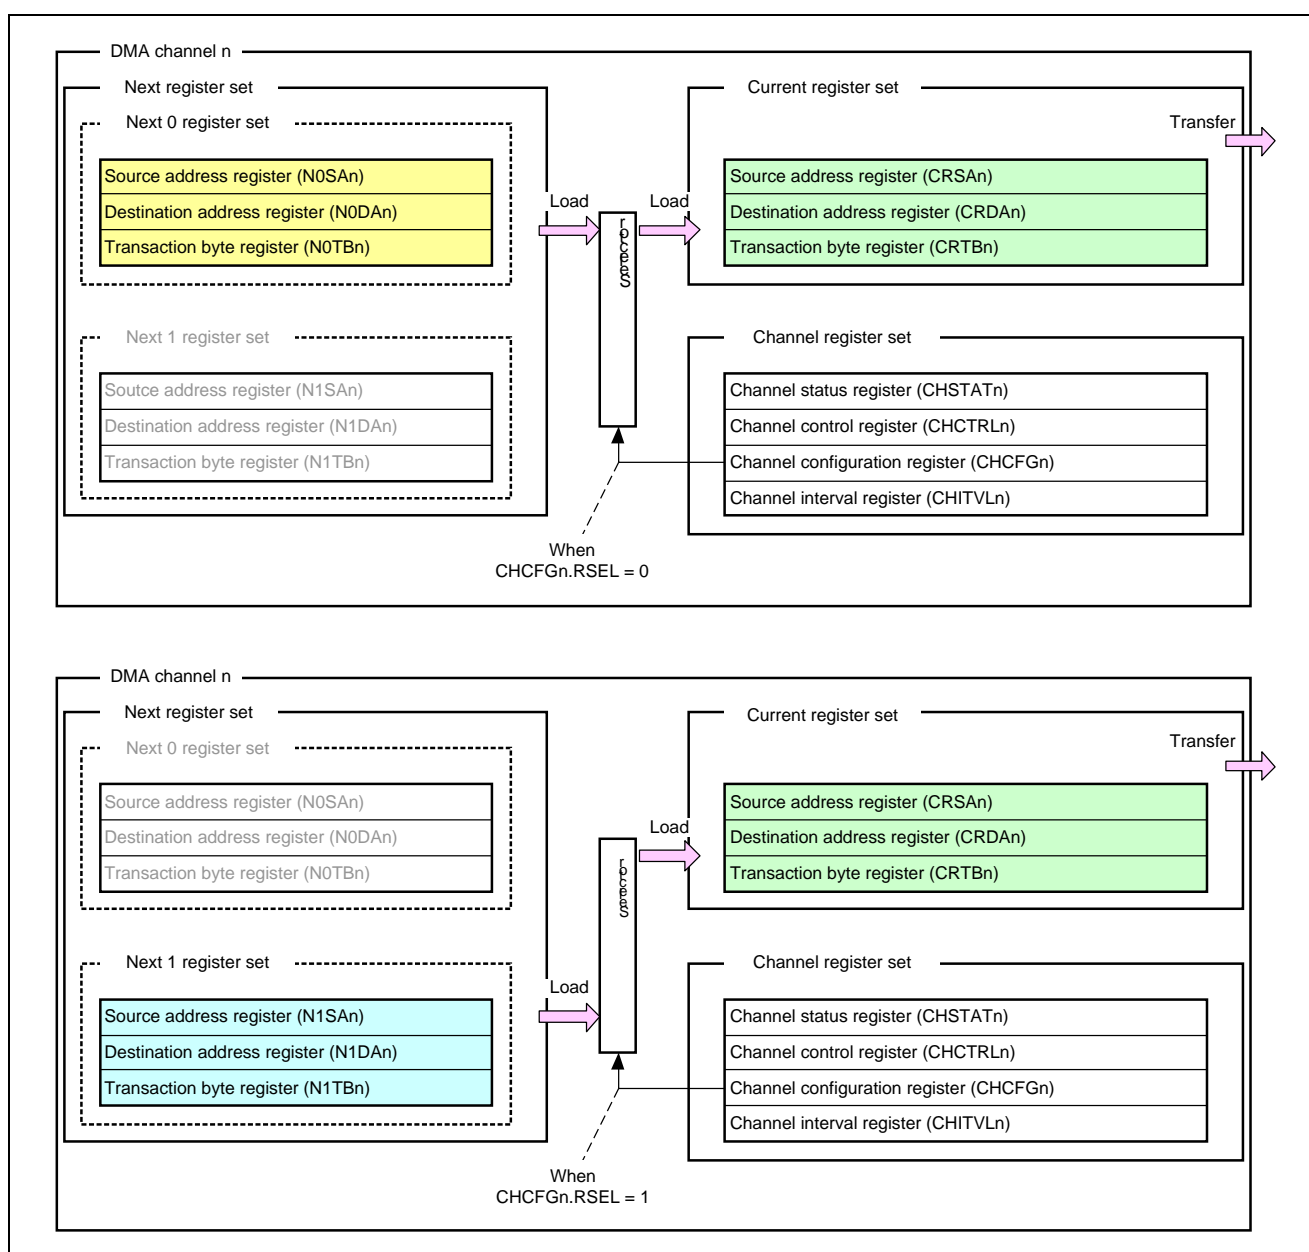 DMA channel n
Next register set
Current register set
Next 0 register set
Transfer
Source address register (N0SAn)
Destination address register (N0DAn)
Transaction byte register (N0TBn)
Load
Load
Selector
Source address register (CRSAn)
Destination address register (CRDAn)
Transaction byte register (CRTBn)
Next 1 register set
Soutce address register (N1SAn)
Destination address register (N1DAn)
Transaction byte register (N1TBn)
Channel register set
Channel status register (CHSTATn)
Channel control register (CHCTRLn)
Channel configuration register (CHCFGn)
Channel interval register (CHITVLn)
When
CHCFGn.RSEL = 0
DMA channel n
Next register set
Current register set
Next 0 register set
Transfer
Source address register (N0SAn)
Destination address register (N0DAn)
Transaction byte register (N0TBn)
Load
Selector
Source address register (CRSAn)
Destination address register (CRDAn)
Transaction byte register (CRTBn)
Next 1 register set
Source address register (N1SAn)
Destination address register (N1DAn)
Transaction byte register (N1TBn)
Load
Channel register set
Channel status register (CHSTATn)
Channel control register (CHCTRLn)
Channel configuration register (CHCFGn)
Channel interval register (CHITVLn)
When
CHCFGn.RSEL = 1